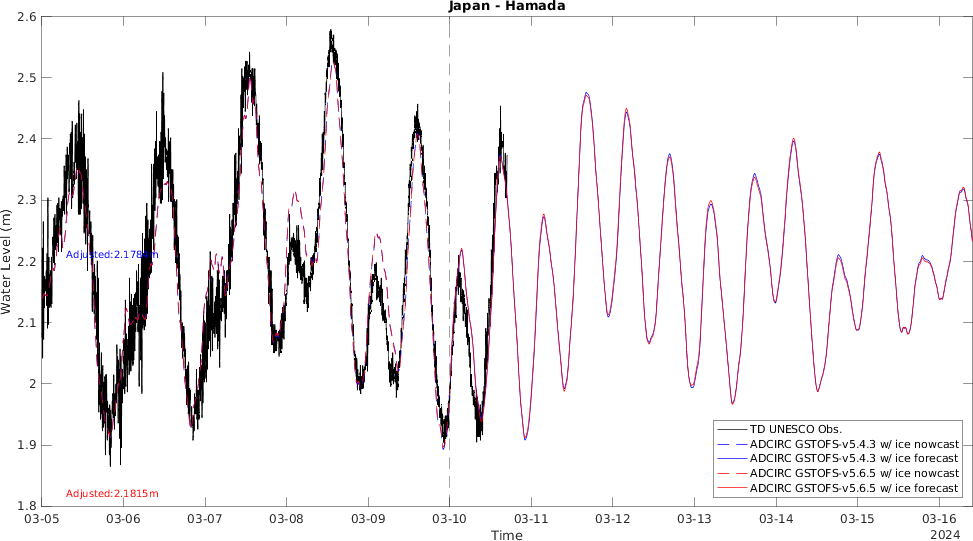 Japan - Hamada
Water Level (m)
2.6
2.5
2.4
2.3
2.2
2.1
2
1.9
1.8
Adjusted:2.1815m
03-05 03-06 03-07 03-08 03-09 03-10 03-11 03-12 03-13 03-14 03-15 03-16
2024
Time
TD UNESCO Obs.
ADCIRC GSTOFS-v5.4.3 w/ ice nowcast
ADCIRC GSTOFS-v5.4.3 w/ ice forecast
ADCIRC GSTOFS-v5.6.5 w/ ice nowcast
ADCIRC GSTOFS-v5.6.5 w/ ice forecast